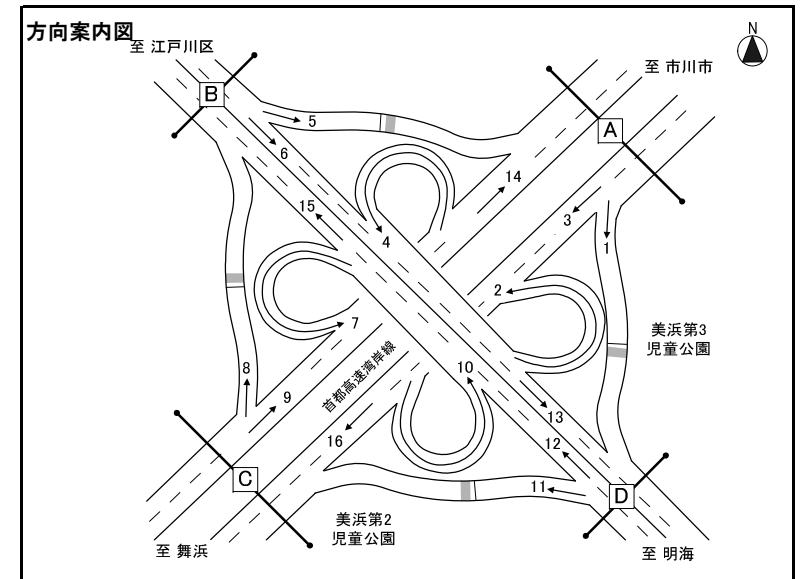 方向案内図
至 江戸川区
N
至 市川市
B
A
5
6
14
15
3
1
4
2
7
美浜第3
児童公園
首都高速湾岸線
8
9
10
13
16
12
C
11
D
美浜第2
児童公園
至 舞浜
至 明海